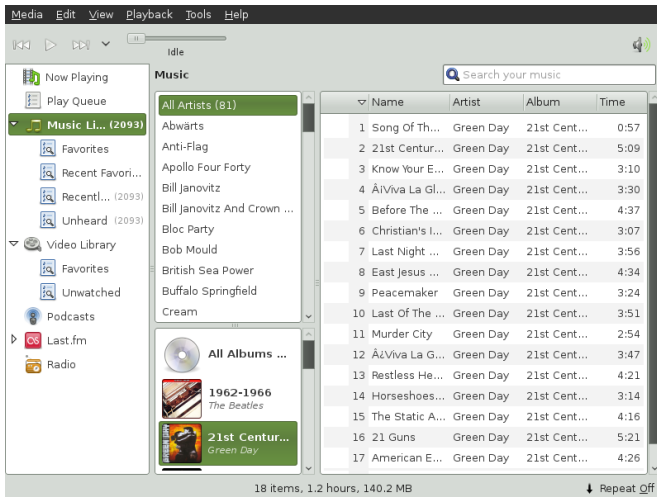 Media Edit View Playback Tools Help
Idle
Now Playing
Play Queue
Music Li... (2093)
Favorites
Recent Favori...
Recentl... (2093)
Unheard (2093)
Video Library
Favorites
Unwatched
Podcasts
Last.fm
Radio
Music
Search your music
All Artists (81)
Abwärts
Anti-Flag
Apollo Four Forty
Bill Janovitz
Bill Janovitz And Crown ...
Bloc Party
Bob Mould
British Sea Power
Buffalo Springfield
Cream
All Albums ...
1962-1966
The Beatles
21st Centur...
Green Day
Name Artist Album Time
1 Song Of Th... Green Day 21st Cent... 0:57
2 21st Centur... Green Day 21st Cent... 5:09
3 Know Your E... Green Day 21st Cent... 3:10
4 Â¡Viva La Gl... Green Day 21st Cent... 3:30
5 Before The ... Green Day 21st Cent... 4:37
6 Christian's I... Green Day 21st Cent... 3:07
7 Last Night ... Green Day 21st Cent... 3:56
8 East Jesus ... Green Day 21st Cent... 4:34
9 Peacemaker Green Day 21st Cent... 3:24
10 Last Of The ... Green Day 21st Cent... 3:51
11 Murder City Green Day 21st Cent... 2:54
12 Â¿Viva La G... Green Day 21st Cent... 3:47
13 Restless He... Green Day 21st Cent... 4:21
14 Horseshoes... Green Day 21st Cent... 3:14
15 The Static A... Green Day 21st Cent... 4:16
16 21 Guns Green Day 21st Cent... 5:21
17 American E... Green Day 21st Cent... 4:26
18 items, 1.2 hours, 140.2 MB
Repeat Off